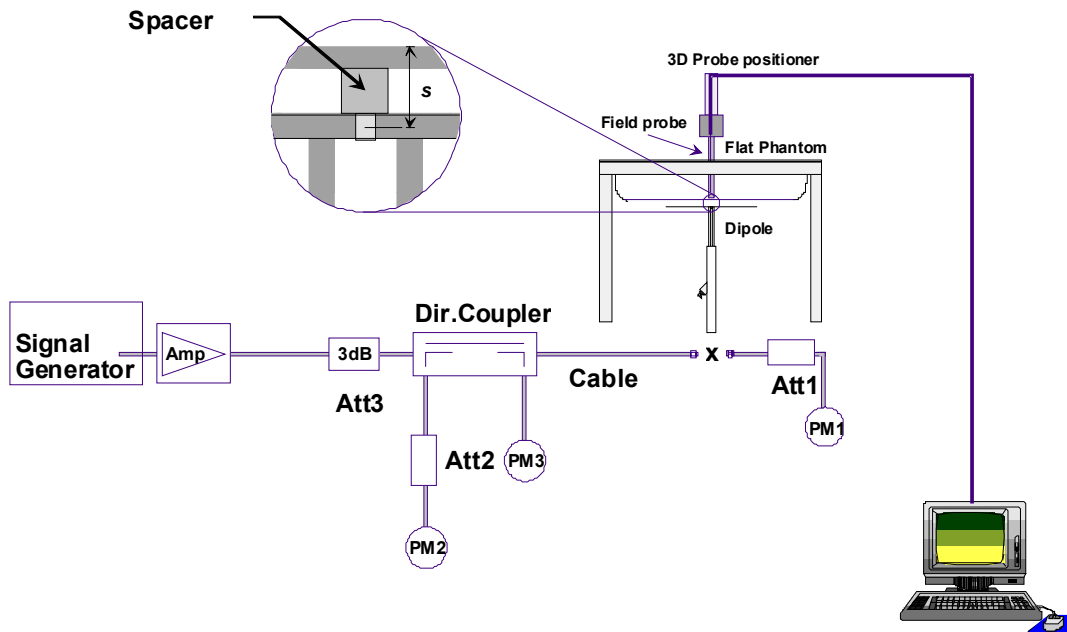 Spacer
s
3D Probe positioner
Field probe
Flat Phantom
Dipole
Dir.Coupler
Signal
Generator
Amp
3dB
Att3
Cable
x
Att1
PM1
Att2
PM3
PM2